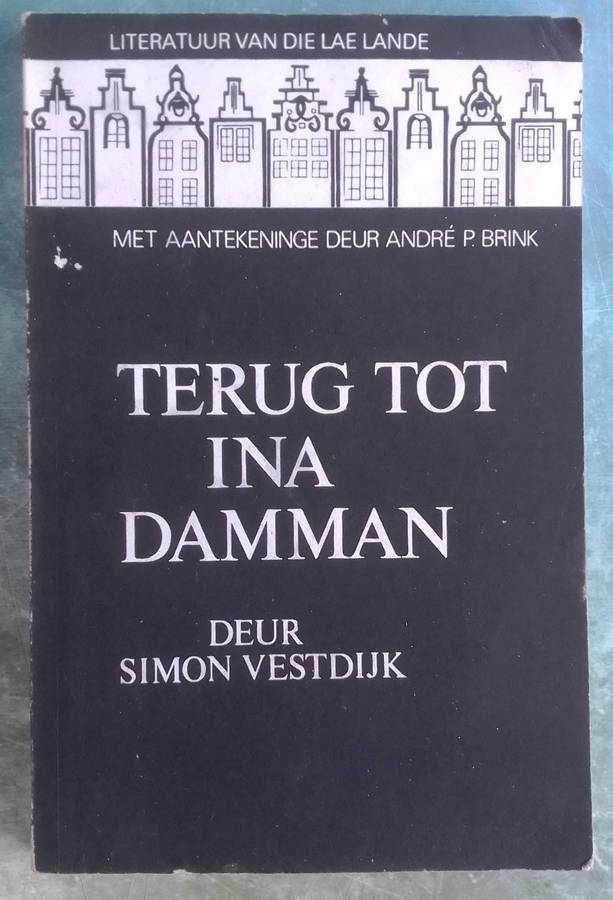 LITERATUUR VAN DIE LAE LANDE
MET AANTEKENINGE DEUR ANDRÉ P. BRINK
TERUG TOT
INA
DAMMAN
DEUR
SIMON VESTDIJK